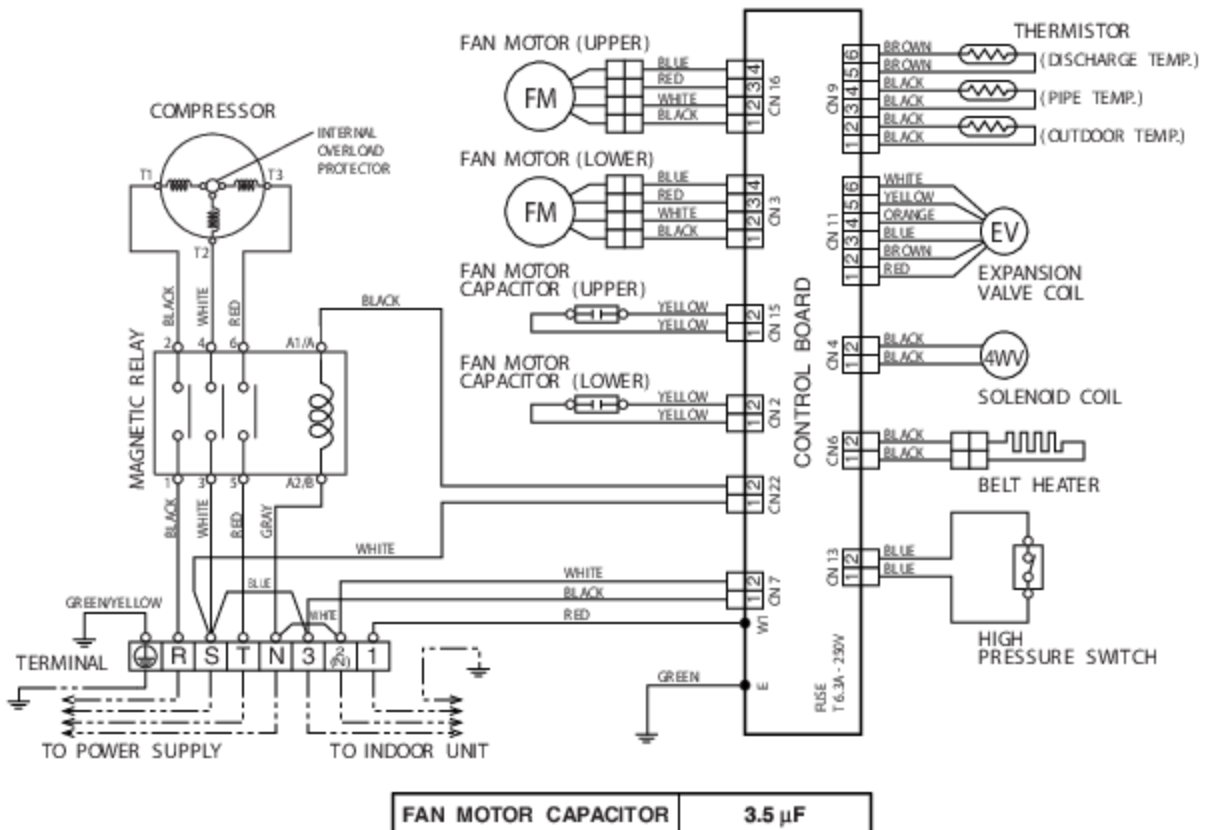 FAN MOTOR (UPPER)
FM
BLUE
RED
WHITE
BLACK
4
3
2
1
CN 16
FAN MOTOR (LOWER)
FM
BLUE
RED
WHITE
BLACK
4
3
2
1
CN 3
FAN MOTOR
CAPACITOR (UPPER)
YELLOW
YELLOW
2
1
CN 15
FAN MOTOR
CAPACITOR (LOWER)
YELLOW
YELLOW
2
1
CN 2
2
1
CN22
WHITE
BLACK
2
1
CN 7
RED
W1
GREEN
E
CONTROL BOARD
FUSE
T 6.3A - 250V
THERMISTOR
BROWN
BROWN
(DISCHARGE TEMP.)
BLACK
BLACK
(PIPE TEMP.)
BLACK
BLACK
(OUTDOOR TEMP.)
6
5
4
3
2
1
CN 9
WHITE
YELLOW
ORANGE
BLUE
BROWN
RED
6
5
4
3
2
1
CN 11
EV
EXPANSION
VALVE COIL
BLACK
BLACK
2
1
CN 4
4WV
SOLENOID COIL
BLACK
BLACK
2
1
CN6
BELT HEATER
BLUE
BLUE
2
1
CN 13
HIGH
PRESSURE SWITCH
COMPRESSOR
INTERNAL
OVERLOAD
PROTECTOR
T1
T3
T2
BLACK
WHITE
RED
BLACK
2
4
6
A1/A
MAGNETIC RELAY
1
3
5
A2/B
BLACK
WHITE
RED
GRAY
WHITE
BLUE
WHITE
GREEN/YELLOW
TERMINAL
R
S
T
N
3
2
(N)
1
TO POWER SUPPLY
TO INDOOR UNIT
FAN MOTOR CAPACITOR
3.5 μF